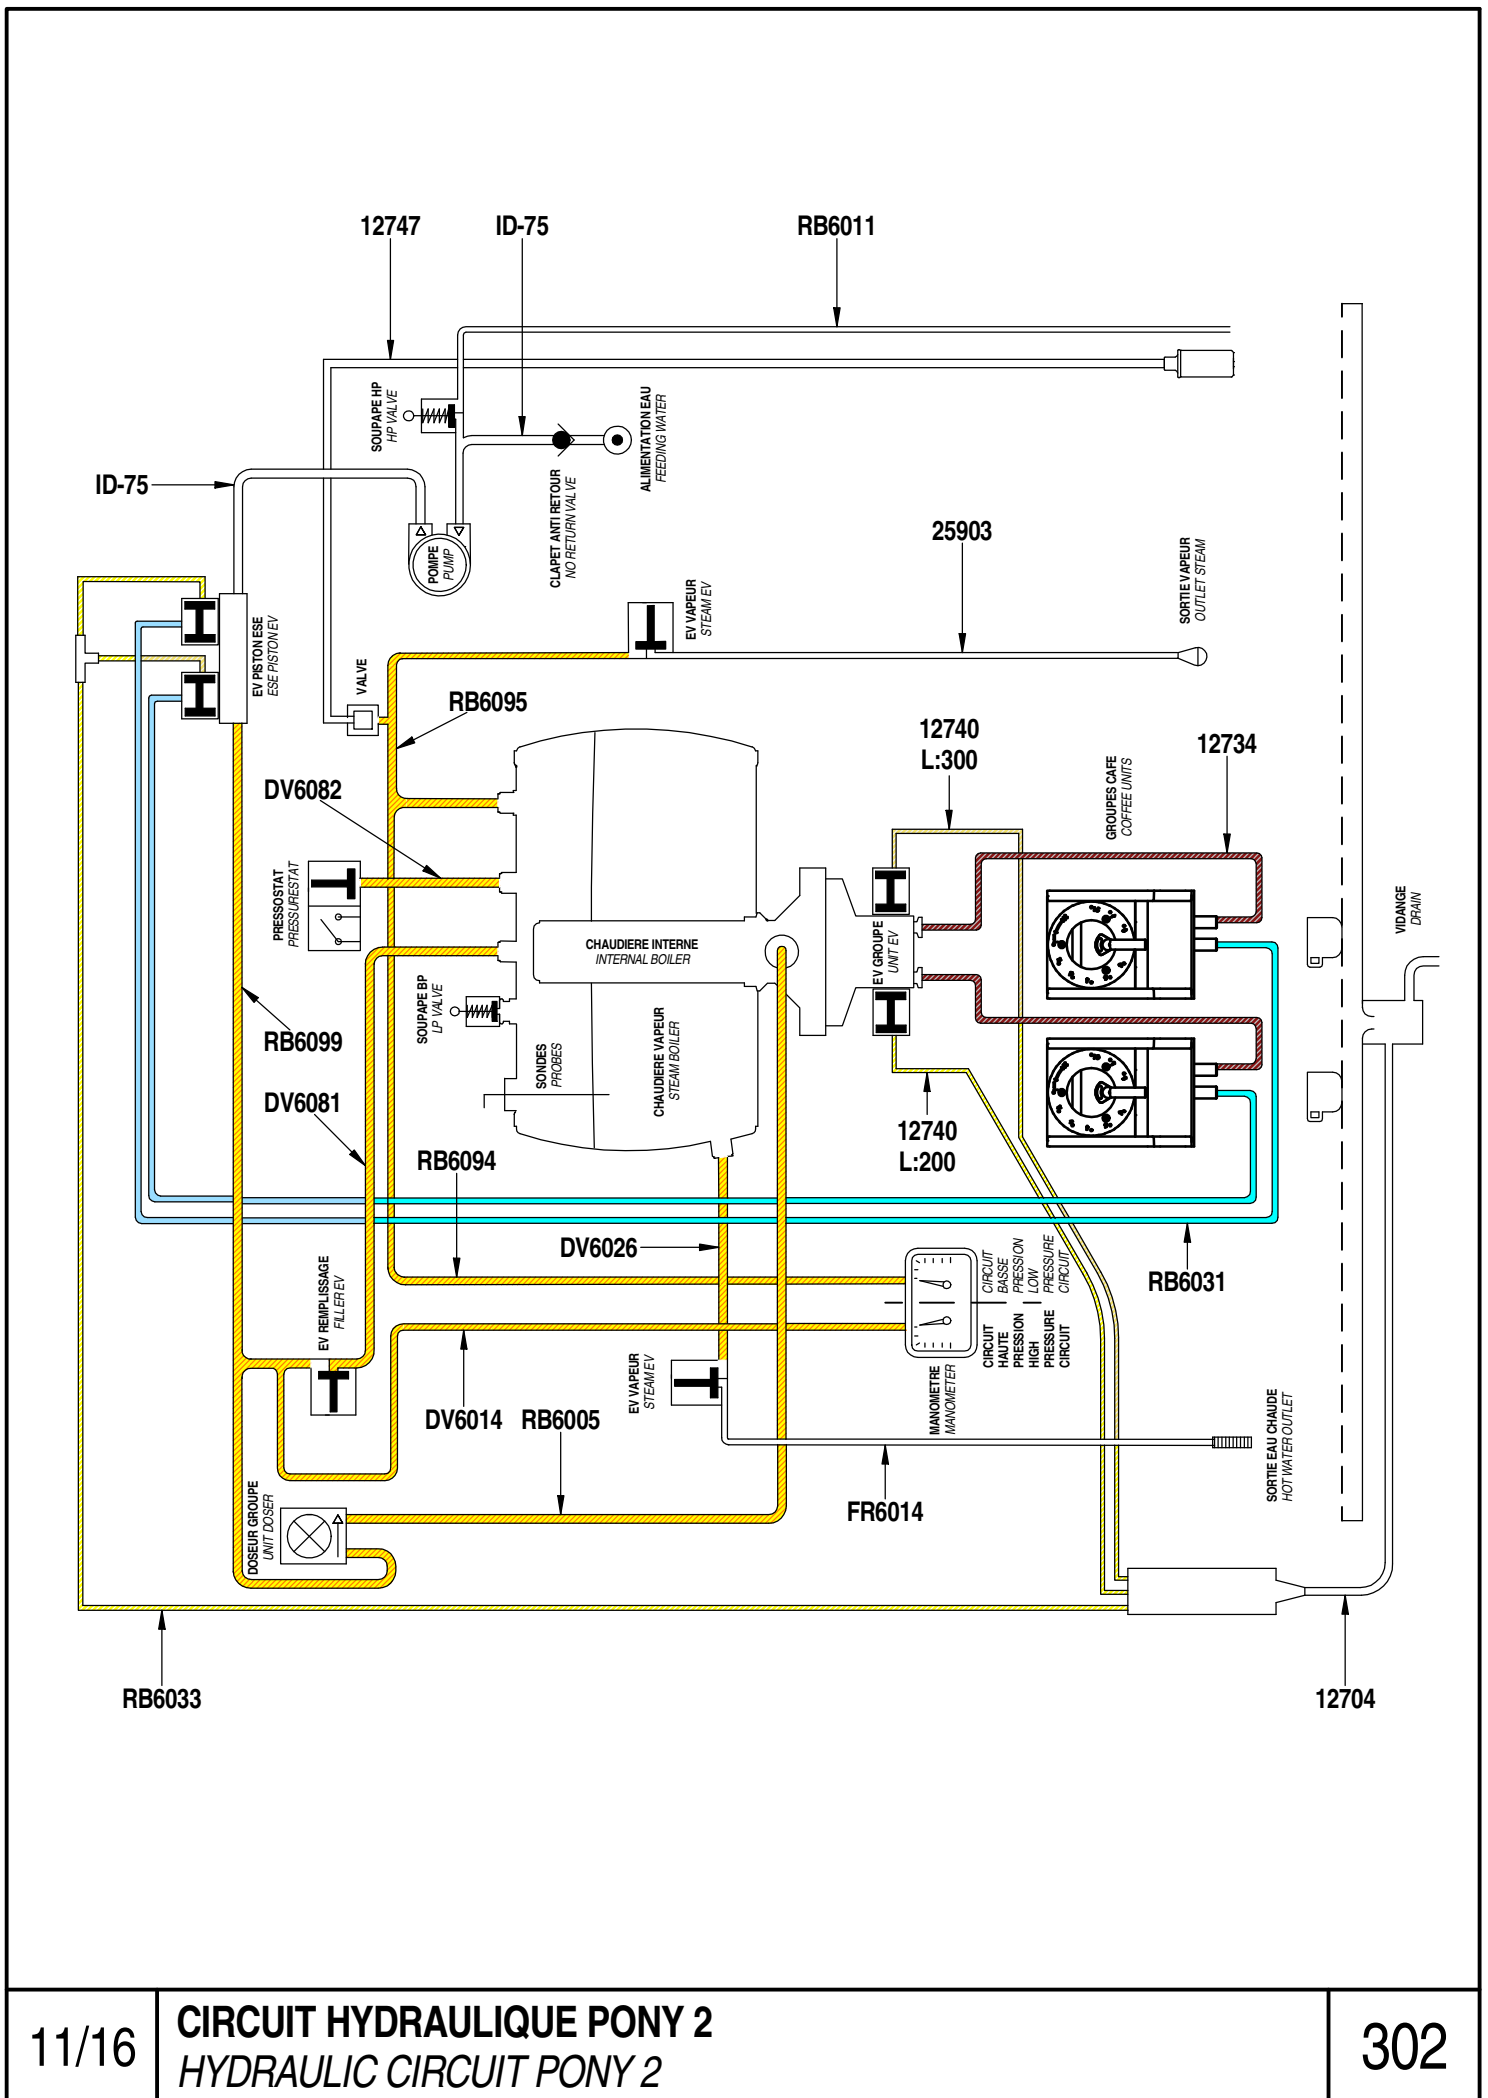 12747
ID-75
RB6011
SOUPAPE HP
HP VALVE
ALIMENTATION EAU
FEEDING WATER
ID-75
CLAPET ANTI RETOUR
NO RETURN VALVE
POMPE
PUMP
25903
SORTIE VAPEUR
OUTLET STEAM
EV VAPEUR
STEAM EV
EV PISTON ESE
ESE PISTON EV
VALVE
RB6095
12740
L:300
12734
DV6082
GROUPES CAFE
COFFEE UNITS
PRESSOSTAT
PRESSURESTAT
CHAUDIERE INTERNE
INTERNAL BOILER
EV GROUPE
UNIT EV
VIDANGE
DRAIN
SOUPAPE BP
LP VALVE
RB6099
SONDES
PROBES
CHAUDIERE VAPEUR
STEAM BOILER
DV6081
12740
L:200
RB6094
DV6026
RB6031
EV REMPLISSAGE
FILLER EV
CIRCUIT
BASSE
PRESSION
LOW
PRESSURE
CIRCUIT
CIRCUIT
HAUTE
PRESSION
HIGH
PRESSURE
CIRCUIT
MANOMETRE
MANOMETER
EV VAPEUR
STEAM EV
DV6014
RB6005
SORTIE EAU CHAUDE
HOT WATER OUTLET
DOSEUR GROUPE
UNIT DOSER
FR6014
RB6033
12704
11/16
CIRCUIT HYDRAULIQUE PONY 2
HYDRAULIC CIRCUIT PONY 2
302